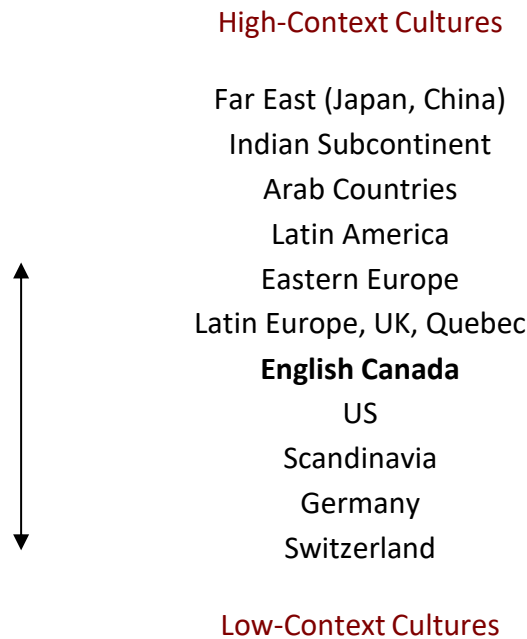 High-Context Cultures
Far East (Japan, China)
Indian Subcontinent
Arab Countries
Latin America
Eastern Europe
Latin Europe, UK, Quebec
English Canada
US
Scandinavia
Germany
Switzerland
Low-Context Cultures